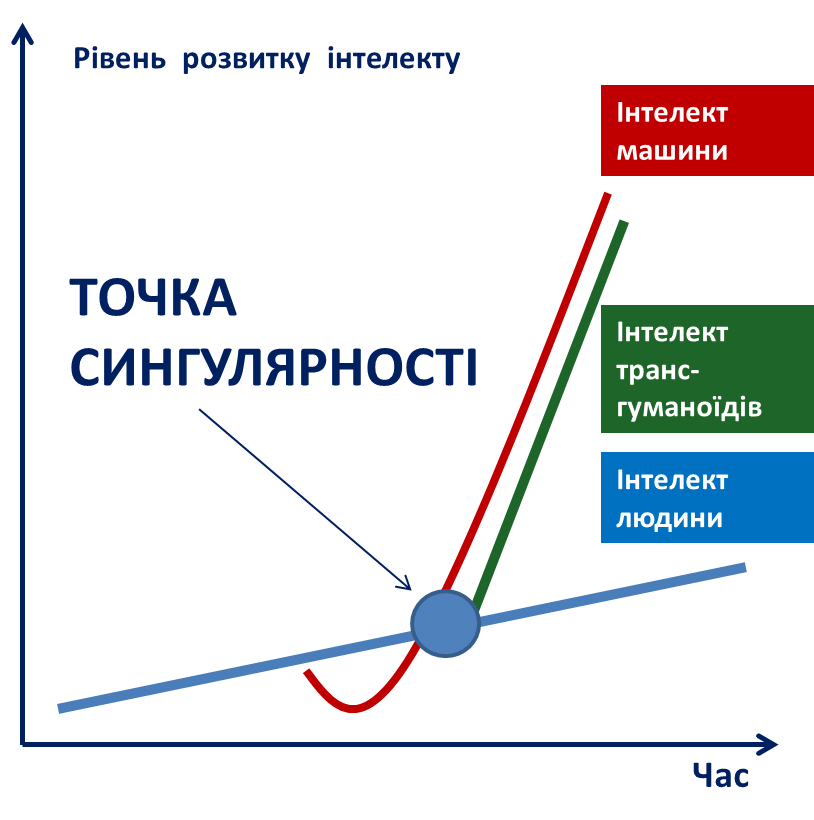 Рівень розвитку інтелекту
Інтелект
машини
ТОЧКА
СИНГУЛЯРНОСТІ
Інтелект
транс-
гуманоїдів
Інтелект
людини
Час